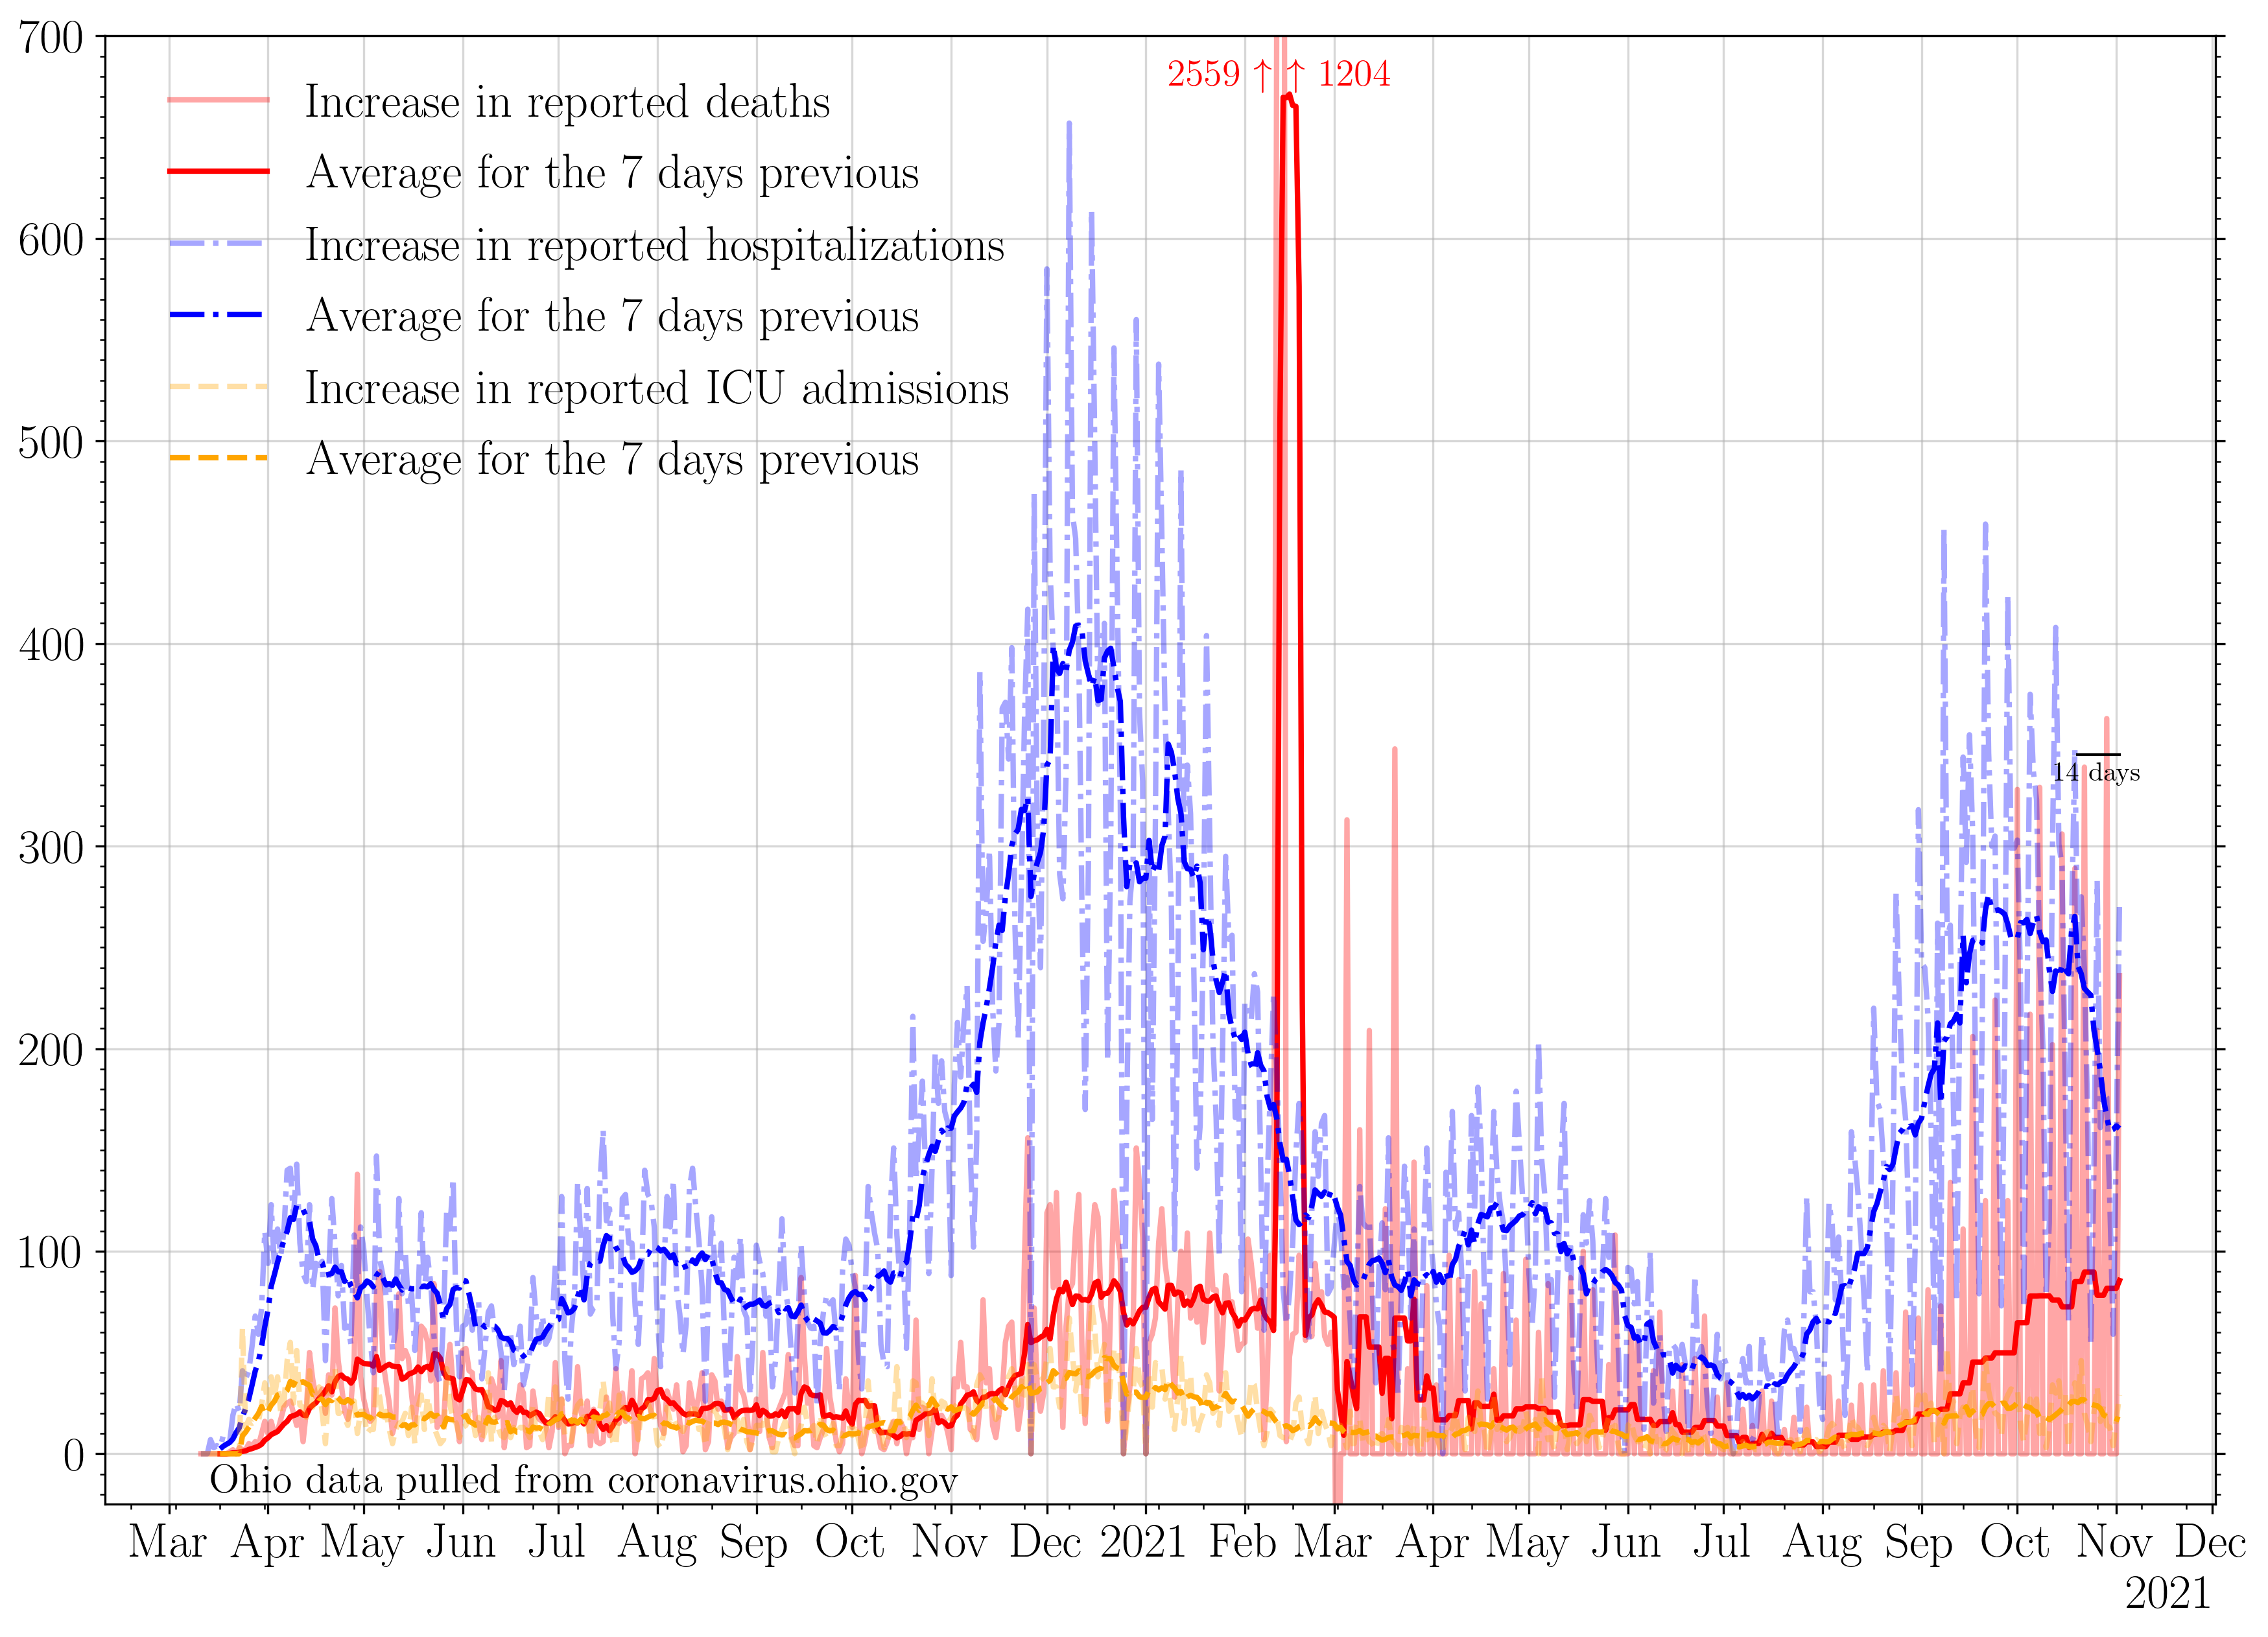 700
600
500
400
300
200
100
0
2559 ↑ ↑ 1204
Increase in reported deaths
Average for the 7 days previous
Increase in reported hospitalizations
Average for the 7 days previous
Increase in reported ICU admissions
Average for the 7 days previous
14 days
Ohio data pulled from coronavirus.ohio.gov
Mar Apr May Jun Jul Aug Sep Oct Nov Dec 2021 Feb Mar Apr May Jun Jul Aug Sep Oct Nov Dec
2021